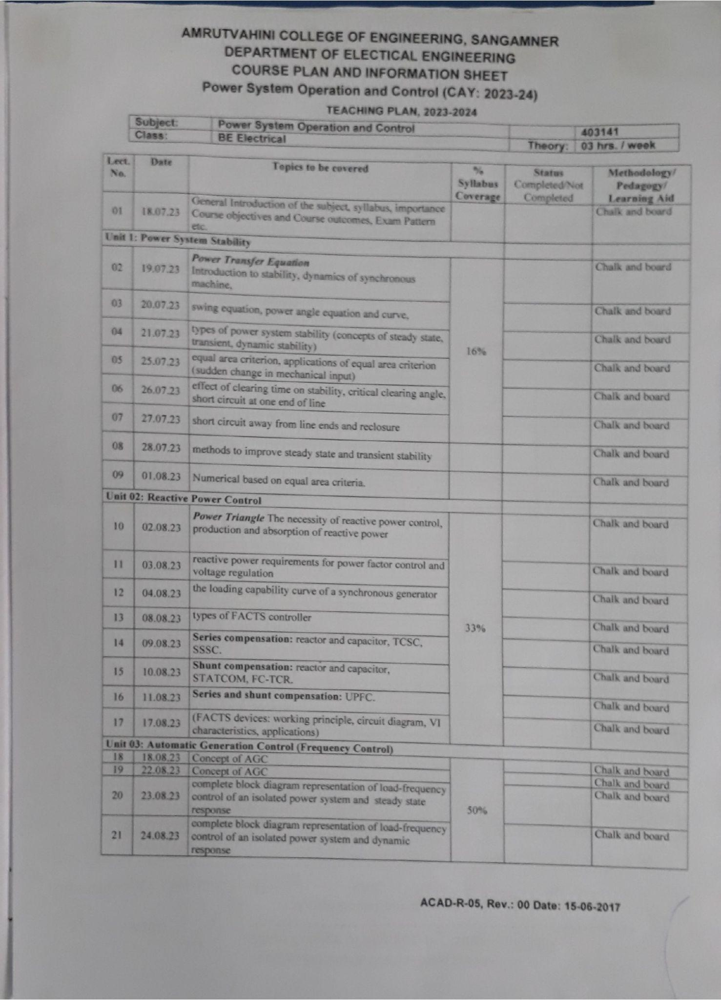 AMRUTVAHINI COLLEGE OF ENGINEERING, SANGAMNER
DEPARTMENT OF ELECTICAL ENGINEERING
COURSE PLAN AND INFORMATION SHEET
Power System Operation and Control (CAY: 2023-24)
TEACHING PLAN, 2023-2024
Subject: Power System Operation and Control 403141
Class: BE Electrical Theory: 03 hrs. / week
Lect. Date Topics to be covered % Status Methodology/
No. Syllabus Completed/Not Pedagogy/
Coverage Completed Learning Aid
General Introduction of the subject, syllabus, importance
01 18.07.23 Course objectives and Course outcomes, Exam Pattern Chalk and board
etc.
Unit 1: Power System Stability
Power Transfer Equation
02 19.07.23 Introduction to stability, dynamics of synchronous Chalk and board
machine,
03 20.07.23 swing equation, power angle equation and curve, Chalk and board
04 21.07.23 types of power system stability (concepts of steady state, Chalk and board
transient, dynamic stability)
16%
05 25.07.23 equal area criterion, applications of equal area criterion Chalk and board
(sudden change in mechanical input)
06 26.07.23 effect of clearing time on stability, critical clearing angle, Chalk and board
short circuit at one end of line
07 27.07.23 short circuit away from line ends and reclosure Chalk and board
08 28.07.23 methods to improve steady state and transient stability Chalk and board
09 01.08.23 Numerical based on equal area criteria. Chalk and board
Unit 02: Reactive Power Control
10 02.08.23 Power Triangle The necessity of reactive power control, Chalk and board
production and absorption of reactive power
11 03.08.23 reactive power requirements for power factor control and Chalk and board
voltage regulation
12 04.08.23 the loading capability curve of a synchronous generator Chalk and board
13 08.08.23 types of FACTS controller 33% Chalk and board
14 09.08.23 Series compensation: reactor and capacitor, TCSC, Chalk and board
SSSC.
15 10.08.23 Shunt compensation: reactor and capacitor, Chalk and board
STATCOM, FC-TCR.
16 11.08.23 Series and shunt compensation: UPFC. Chalk and board
17 17.08.23 (FACTS devices: working principle, circuit diagram, VI Chalk and board
characteristics, applications)
Unit 03: Automatic Generation Control (Frequency Control)
18 18.08.23 Concept of AGC Chalk and board
19 22.08.23 Concept of AGC Chalk and board
complete block diagram representation of load-frequency
20 23.08.23 control of an isolated power system and steady state Chalk and board
response 50%
complete block diagram representation of load-frequency
21 24.08.23 control of an isolated power system and dynamic Chalk and board
response
ACAD-R-05, Rev.: 00 Date: 15-06-2017